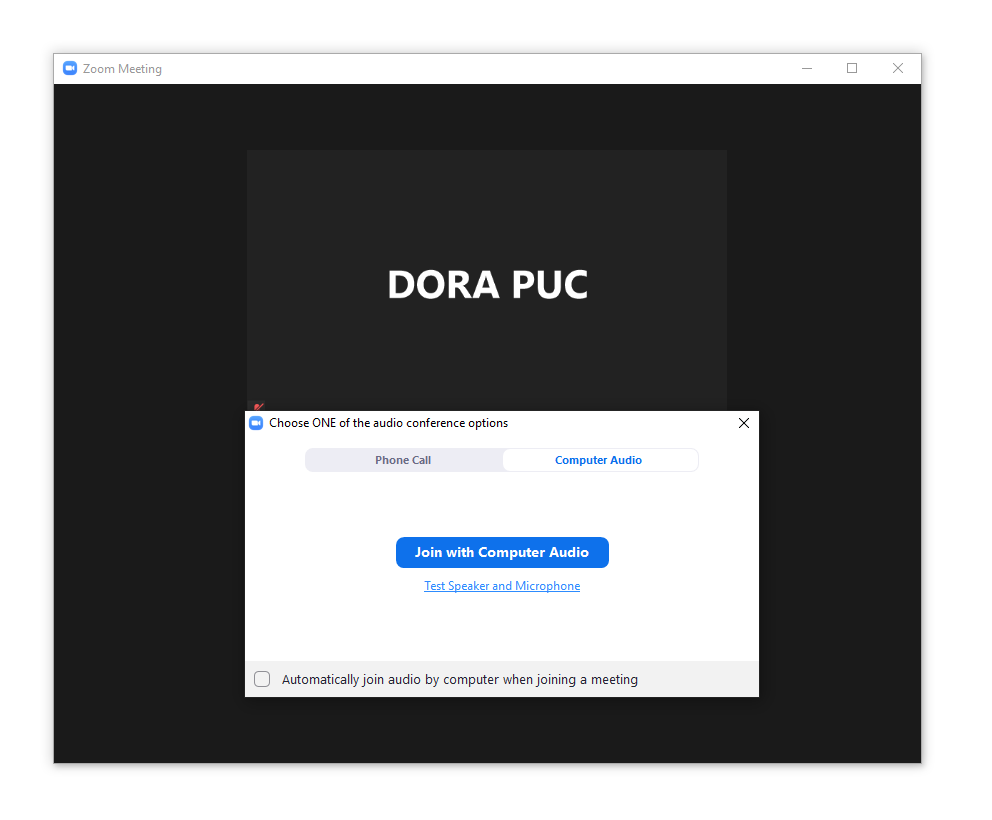 Zoom Meeting
DORA PUC
Choose ONE of the audio conference options
Phone Call
Computer Audio
Join with Computer Audio
Test Speaker and Microphone
Automatically join audio by computer when joining a meeting